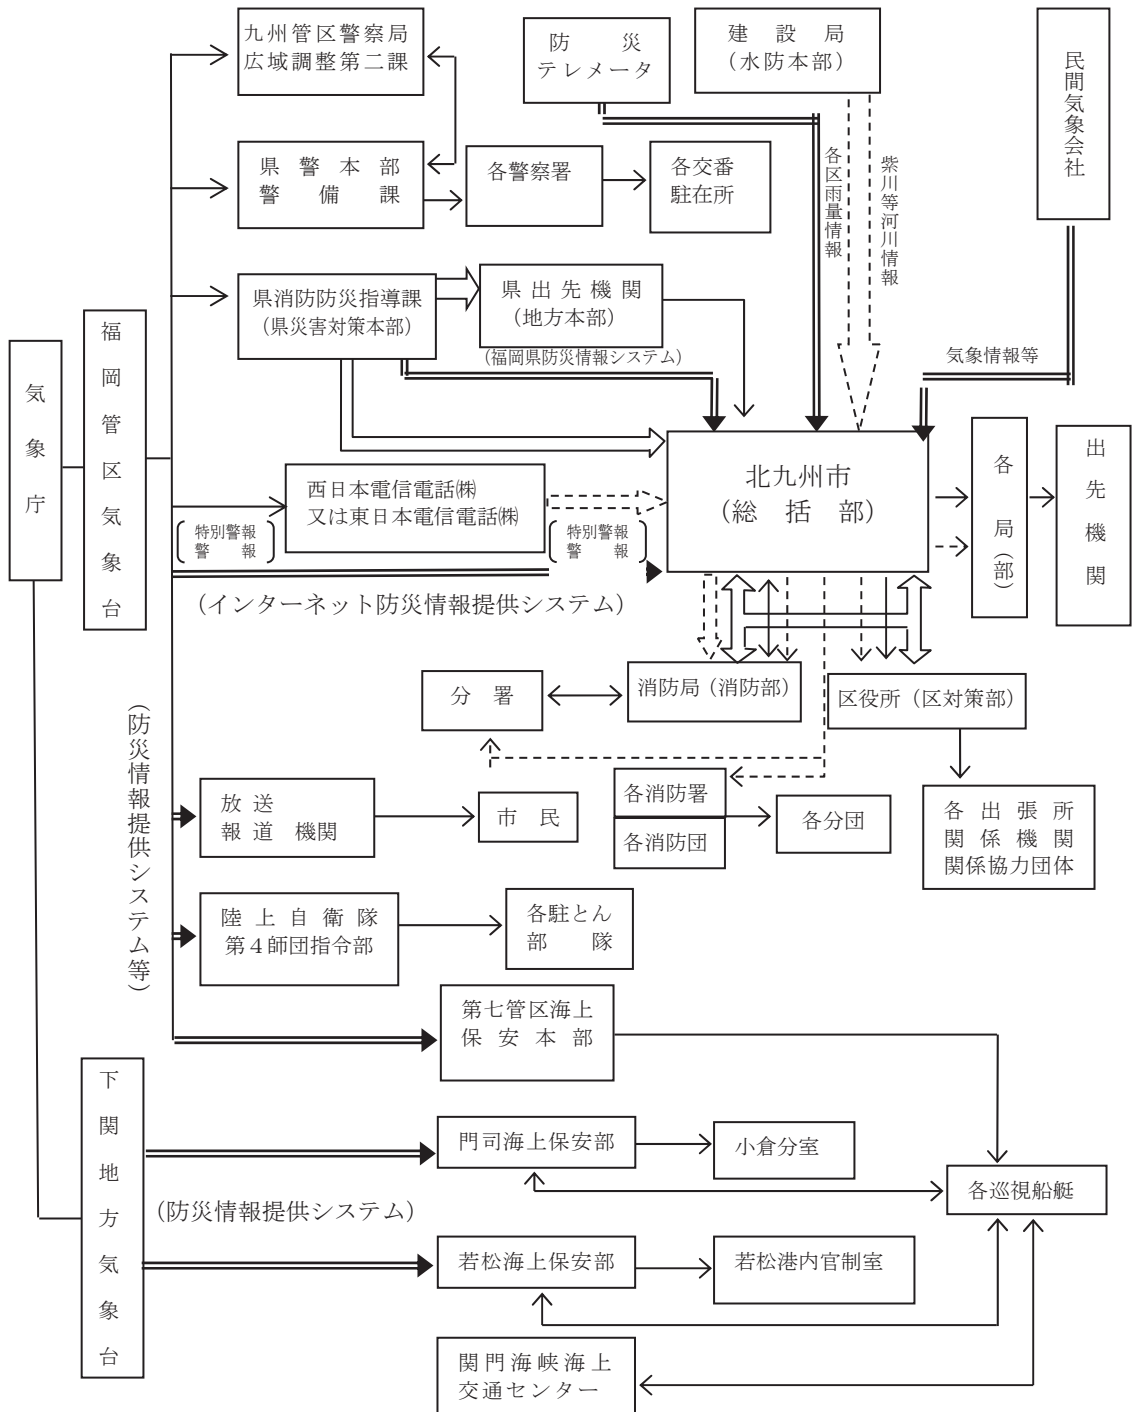 九州管区警察局
広域調整第二課
防　災
テレメータ
建　設　局
（水防本部）
民間気象会社
県警本部
警備課
各警察署
各交番
駐在所
各区雨量情報
紫川等河川情報
県消防防災指導課
（県災害対策本部）
県出先機関
（地方本部）
（福岡県防災情報システム）
気象情報等
気象庁
福岡管区気象台
西日本電信電話㈱
又は東日本電信電話㈱
特別警報
警　報
特別警報
警　報
北九州市
（総　括　部）
各　局（部）
出先機関
（インターネット防災情報提供システム）
分　署
消防局（消防部）
区役所（区対策部）
（防災情報提供システム等）
放送
報道 機関
市　民
各消防署
各消防団
各分団
各出張所
関係機関
関係協力団体
陸上自衛隊
第４師団指令部
各駐とん
部　隊
第七管区海上
保安本部
下関地方気象台
門司海上保安部
小倉分室
各巡視船艇
（防災情報提供システム）
若松海上保安部
若松港内官制室
関門海峡海上
交通センター